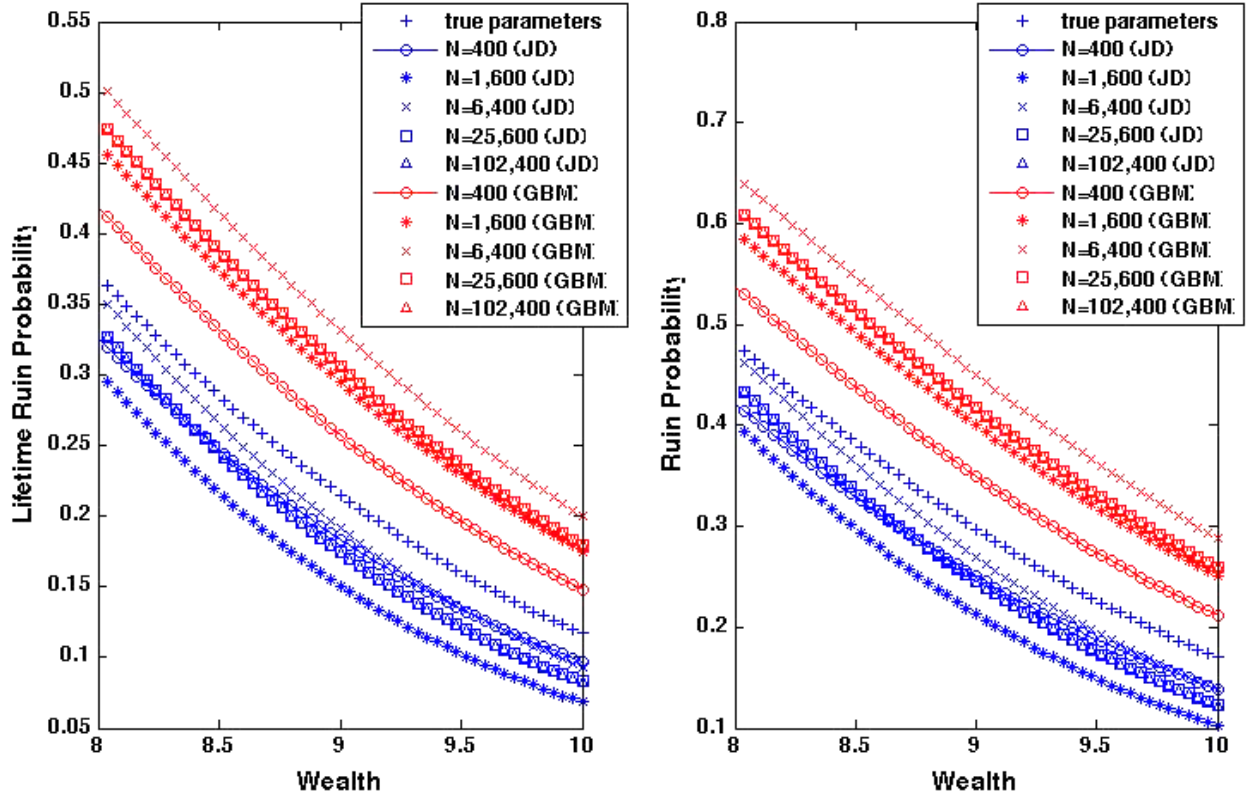 0.55
0.5
0.45
0.4
0.35
0.3
0.25
0.2
0.15
0.1
0.05
8
8.5
9
9.5
10
Lifetime Ruin Probability
Wealth
true parameters
N=400 (JD)
N=1,600 (JD)
N=6,400 (JD)
N=25,600 (JD)
N=102,400 (JD)
N=400 (GBM)
N=1,600 (GBM)
N=6,400 (GBM)
N=25,600 (GBM)
N=102,400 (GBM)
0.8
0.7
0.6
0.5
0.4
0.3
0.2
0.1
8
8.5
9
9.5
10
Ruin Probability
Wealth
true parameters
N=400 (JD)
N=1,600 (JD)
N=6,400 (JD)
N=25,600 (JD)
N=102,400 (JD)
N=400 (GBM)
N=1,600 (GBM)
N=6,400 (GBM)
N=25,600 (GBM)
N=102,400 (GBM)